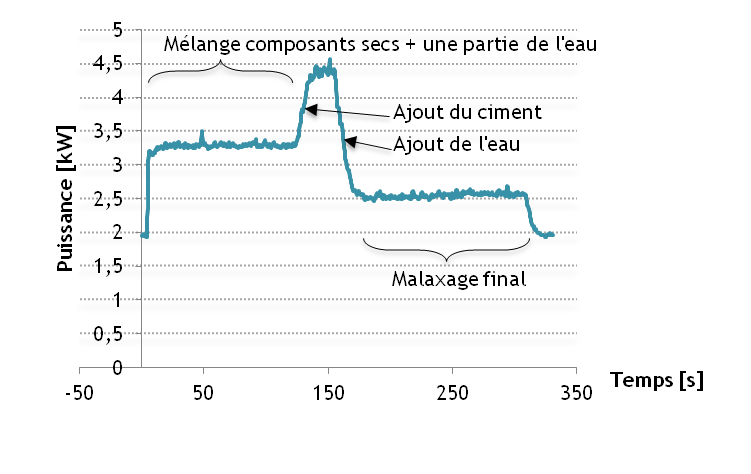 5
Mélange composants secs + une partie de l'eau
4,5
4
Ajout du ciment
3,5
Ajout de l'eau
3
2,5
2
1,5
Malaxage final
1
0,5
0
Puissance [kW]
-50 50 150 250 350
Temps [s]